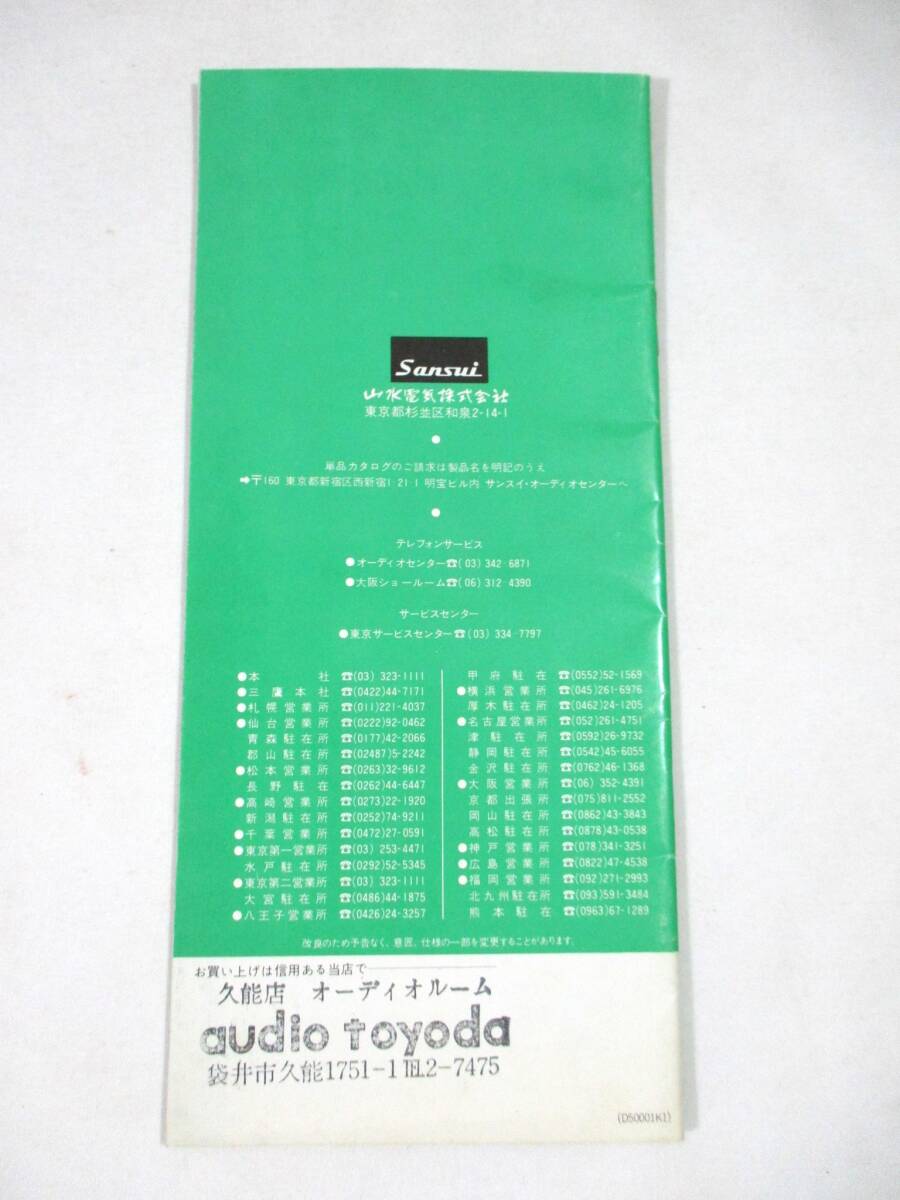 Sansui
山水電気株式会社
東京都杉並区和泉2-14-1
●
単品カタログのご請求は製品名を明記のうえ
➡〒160 東京都新宿区西新宿1-21-1 明宝ビル内 サンスイ・オーディオセンターへ
●
テレフォンサービス
●オーディオセンター☎(03) 342-6871
●大阪ショールーム☎(06) 312-4390
サービスセンター
●東京サービスセンター☎(03) 334-7797
●本社 ☎(03) 323-1111
●三鷹本社 ☎(0422)44-7171
●札幌営業所 ☎(011)221-4037
●仙台営業所 ☎(0222)92-0462
青森駐在所 ☎(0177)42-2066
郡山駐在所 ☎(02487)5-2242
●松本営業所 ☎(0263)32-9612
長野駐在 ☎(0262)44-6447
●高崎営業所 ☎(0273)22-1920
新潟駐在所 ☎(0252)74-9211
●千葉営業所 ☎(0472)27-0591
●東京第一営業所 ☎(03) 253-4471
水戸駐在所 ☎(0292)52-5345
●東京第二営業所 ☎(03) 323-1111
大宮駐在所 ☎(0486)44-1875
●八王子営業所 ☎(0426)24-3257
甲府駐在 ☎(0552)52-1569
●横浜営業所 ☎(045)261-6976
厚木駐在所 ☎(0462)24-1205
●名古屋営業所 ☎(052)261-4751
津駐在所 ☎(0592)26-9732
静岡駐在所 ☎(0542)45-6055
金沢駐在所 ☎(0762)46-1368
●大阪営業所 ☎(06) 352-4391
京都出張所 ☎(075)811-2552
岡山駐在所 ☎(0862)43-3843
高松駐在所 ☎(0878)43-0538
●神戸営業所 ☎(078)341-3251
●広島営業所 ☎(0822)47-4538
●福岡営業所 ☎(092)271-2993
北九州駐在所 ☎(093)591-3484
熊本駐在 ☎(0963)67-1289
改良のため予告なく、意匠、仕様の一部を変更することがあります。
お買い上げは信用ある当店で
久能店 オーディオルーム
audio toyoda
袋井市久能1751-1 TEL2-7475
(D50001K1)